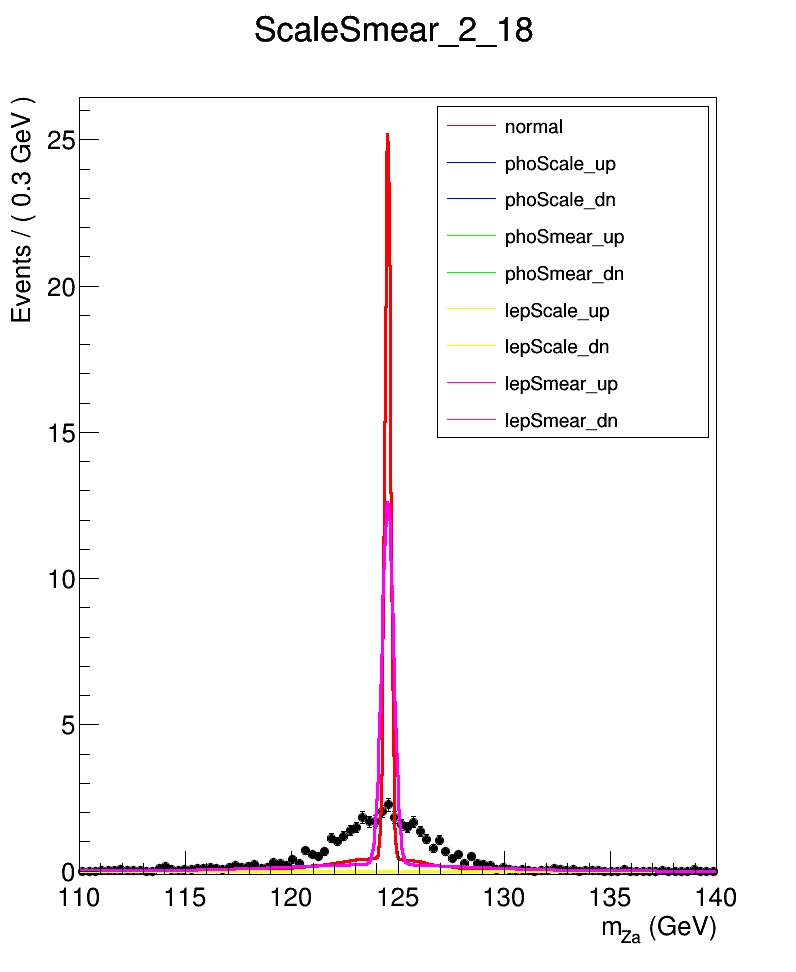 ScaleSmear_2_18
Events / ( 0.3 GeV )
25
20
15
10
5
0
normal
phoScale_up
phoScale_dn
phoSmear_up
phoSmear_dn
lepScale_up
lepScale_dn
lepSmear_up
lepSmear_dn
110 115 120 125 130 135 140
m_Za (GeV)